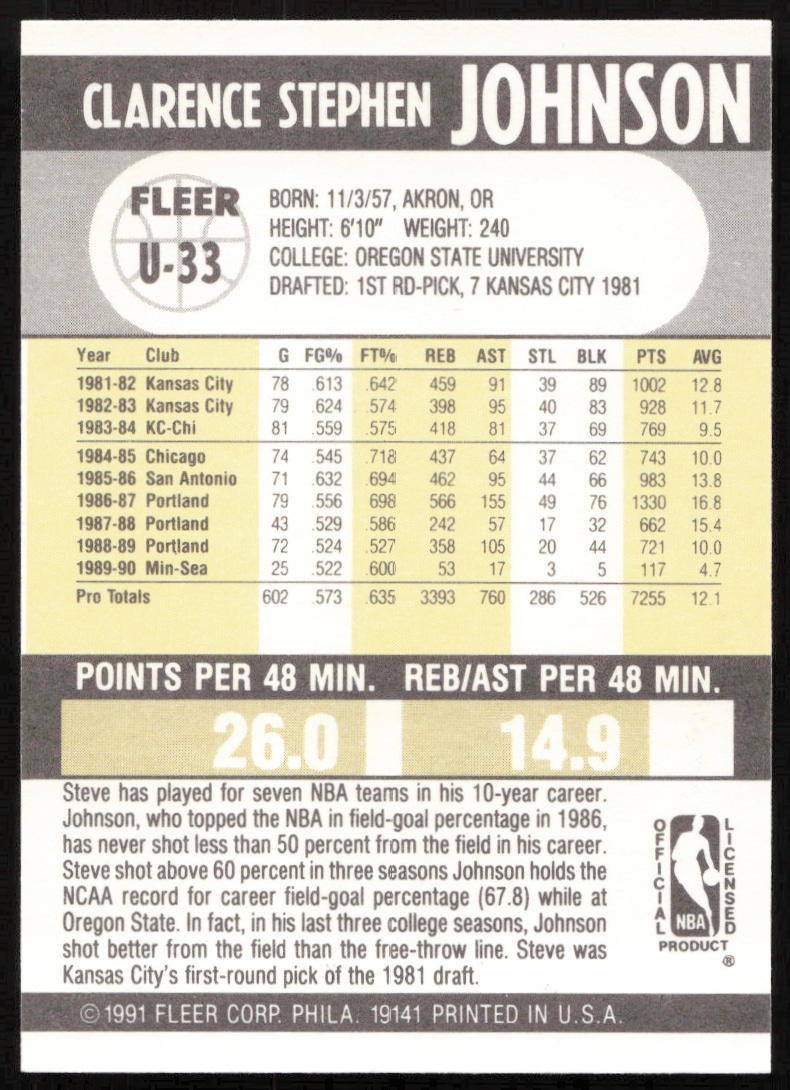 CLARENCE STEPHEN JOHNSON
FLEER
U-33
BORN: 11/3/57, AKRON, OR
HEIGHT: 6'10" WEIGHT: 240
COLLEGE: OREGON STATE UNIVERSITY
DRAFTED: 1ST RD-PICK, 7 KANSAS CITY 1981
Year Club G FG% FT% REB AST STL BLK PTS AVG
1981-82 Kansas City 78 .613 .642 459 91 39 89 1002 12.8
1982-83 Kansas City 79 .624 .574 398 95 40 83 928 11.7
1983-84 KC-Chi 81 .559 .575 418 81 37 69 769 9.5
1984-85 Chicago 74 .545 .718 437 64 37 62 743 10.0
1985-86 San Antonio 71 .632 .694 462 95 44 66 983 13.8
1986-87 Portland 79 .556 .698 566 155 49 76 1330 16.8
1987-88 Portland 43 .529 .586 242 57 17 32 662 15.4
1988-89 Portland 72 .524 .527 358 105 20 44 721 10.0
1989-90 Min-Sea 25 .522 .600 53 17 3 5 117 4.7
Pro Totals 602 .573 .635 3393 760 286 526 7255 12.1
POINTS PER 48 MIN. REB/AST PER 48 MIN.
26.0 14.9
Steve has played for seven NBA teams in his 10-year career.
Johnson, who topped the NBA in field-goal percentage in 1986,
has never shot less than 50 percent from the field in his career.
Steve shot above 60 percent in three seasons Johnson holds the
NCAA record for career field-goal percentage (67.8) while at
Oregon State. In fact, in his last three college seasons, Johnson
shot better from the field than the free-throw line. Steve was
Kansas City's first-round pick of the 1981 draft.
OFFICIAL LICENSED
NBA
PRODUCT
®
©1991 FLEER CORP. PHILA. 19141 PRINTED IN U.S.A.